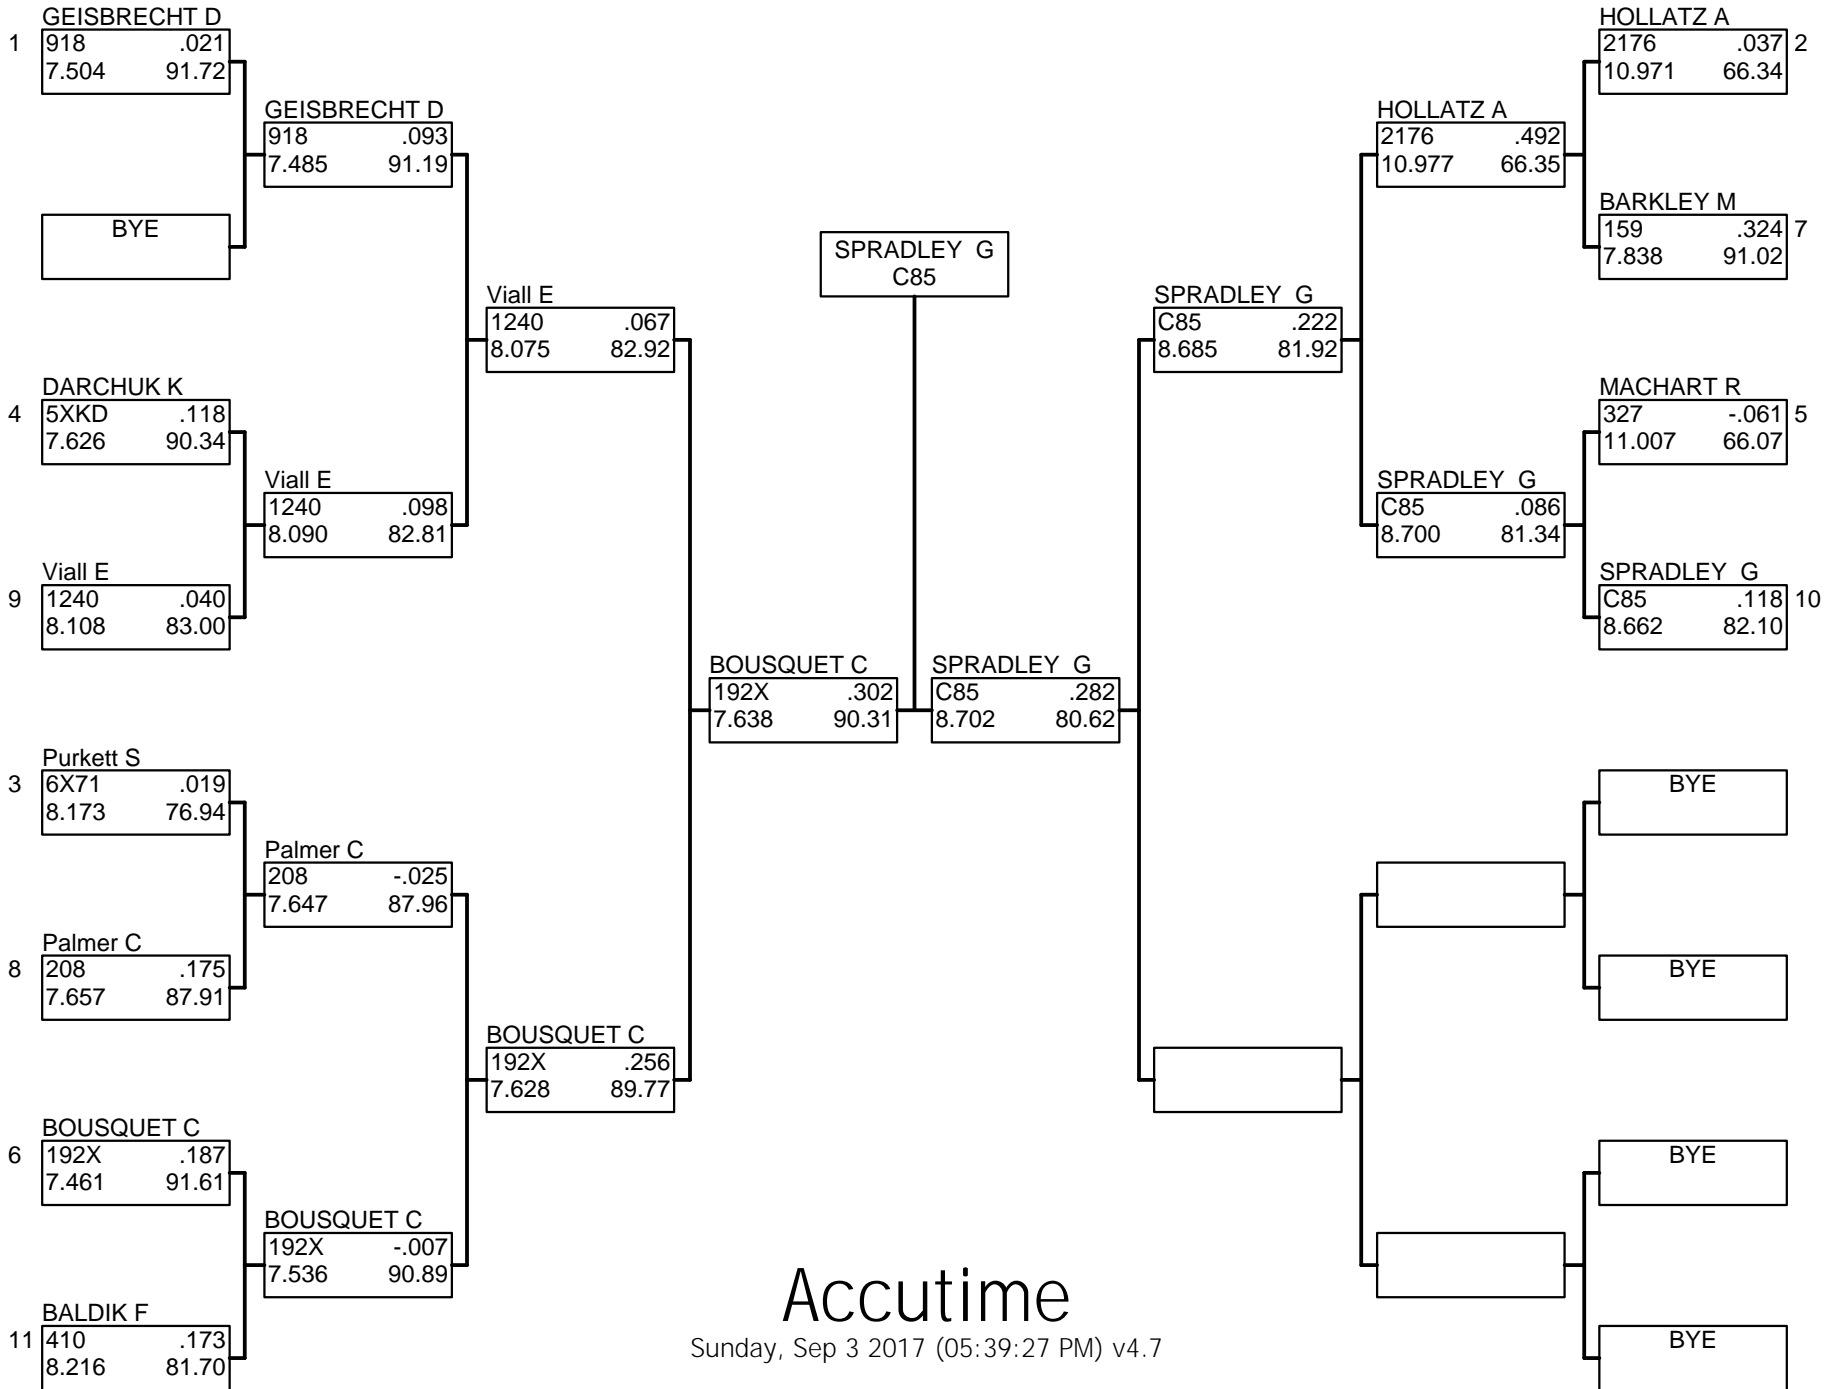 GEISBRECHT D
1 918 .021
7.504 91.72
BYE
DARCHUK K
4 5XKD .118
7.626 90.34
Viall E
9 1240 .040
8.108 83.00
Purkett S
3 6X71 .019
8.173 76.94
Palmer C
8 208 .175
7.657 87.91
BOUSQUET C
6 192X .187
7.461 91.61
BALDIK F
11 410 .173
8.216 81.70
GEISBRECHT D
918 .093
7.485 91.19
Viall E
1240 .098
8.090 82.81
Palmer C
208 -.025
7.647 87.96
BOUSQUET C
192X -.007
7.536 90.89
Viall E
1240 .067
8.075 82.92
BOUSQUET C
192X .256
7.628 89.77
BOUSQUET C
192X .302
7.638 90.31
SPRADLEY G
C85
SPRADLEY G
C85 .282
8.702 80.62
SPRADLEY G
C85 .222
8.685 81.92
HOLLATZ A
2176 .492
10.977 66.35
SPRADLEY G
C85 .086
8.700 81.34
HOLLATZ A
2176 .037 2
10.971 66.34
BARKLEY M
159 .324 7
7.838 91.02
MACHART R
327 -.061 5
11.007 66.07
SPRADLEY G
C85 .118 10
8.662 82.10
BYE
BYE
BYE
BYE
Accutime
Sunday, Sep 3 2017 (05:39:27 PM) v4.7